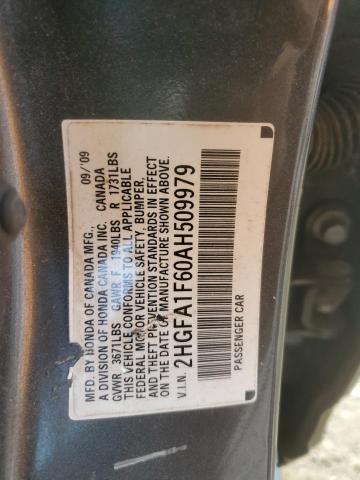 MFD. BY HONDA OF CANADA MFG., 09/09
A DIVISION OF HONDA CANADA INC. CANADA
GVWR 3671LBS GAWR F 1940LBS R 1731LBS
THIS VEHICLE CONFORMS TO ALL APPLICABLE
FEDERAL MOTOR VEHICLE SAFETY, BUMPER,
AND THEFT PREVENTION STANDARDS IN EFFECT
ON THE DATE OF MANUFACTURE SHOWN ABOVE.
V.I.N. 2HGFA1F60AH509979
PASSENGER CAR